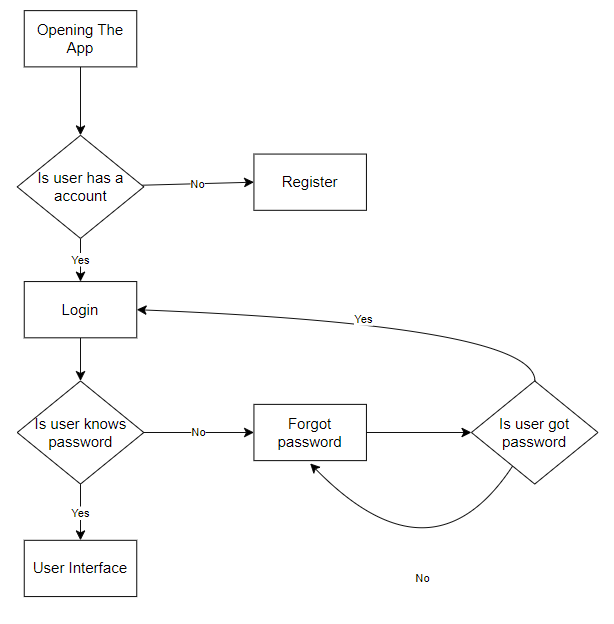 Opening The
App
Is user has a
account
No
Register
Yes
Login
Yes
Is user knows
password
No
Forgot
password
Is user got
password
Yes
User Interface
No